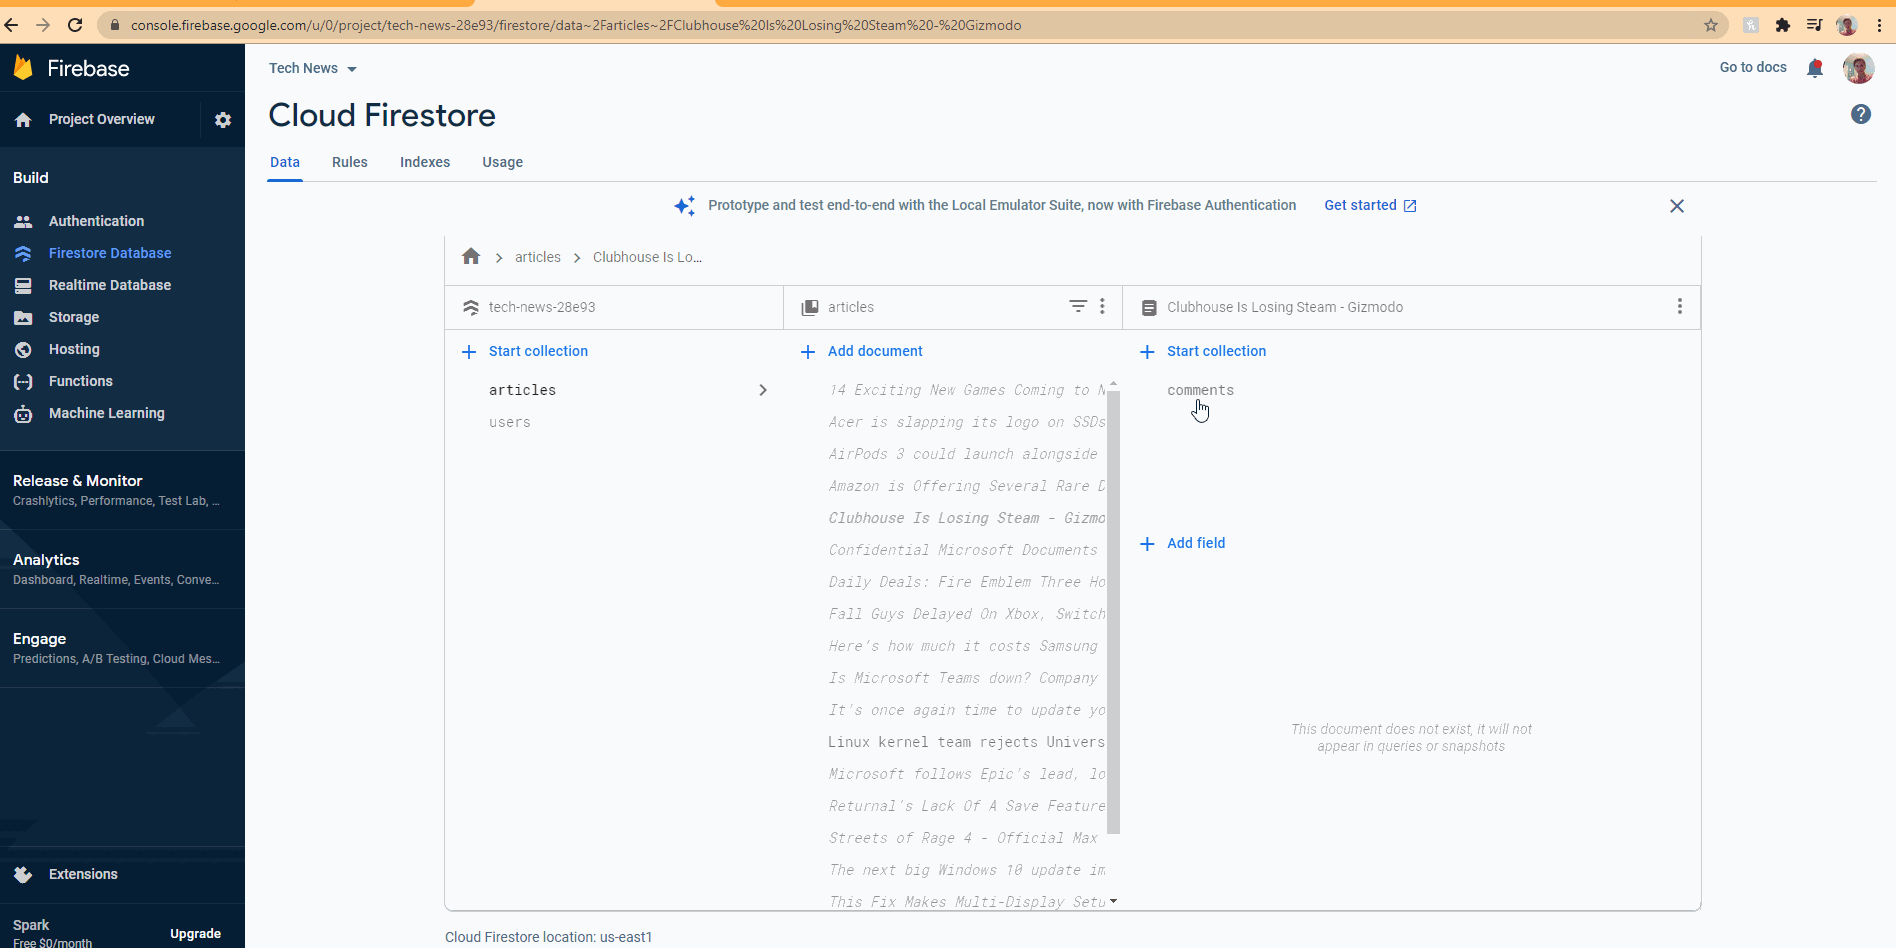 console.firebase.google.com/u/0/project/tech-news-28e93/firestore/data~2Farticles~2FClubhouse%20Is%20Losing%20Steam%20-%20Gizmodo
Firebase
Tech News
Go to docs
Project Overview
Cloud Firestore
Data
Rules
Indexes
Usage
Build
Prototype and test end-to-end with the Local Emulator Suite, now with Firebase Authentication
Get started
Authentication
Firestore Database
Realtime Database
Storage
Hosting
Functions
Machine Learning
Release & Monitor
Crashlytics, Performance, Test Lab, ...
Analytics
Dashboard, Realtime, Events, Conve...
Engage
Predictions, A/B Testing, Cloud Mes...
Extensions
Spark
Free $0/month
Upgrade
articles
Clubhouse Is Lo...
tech-news-28e93
articles
Clubhouse Is Losing Steam - Gizmodo
Start collection
articles
users
Add document
14 Exciting New Games Coming to N
Acer is slapping its logo on SSDs
AirPods 3 could launch alongside
Amazon is Offering Several Rare D
Clubhouse Is Losing Steam - Gizmo
Confidential Microsoft Documents
Daily Deals: Fire Emblem Three Ho
Fall Guys Delayed On Xbox, Switch
Here's how much it costs Samsung
Is Microsoft Teams down? Company
It's once again time to update yo
Linux kernel team rejects Univers
Microsoft follows Epic's lead, lo
Returnal's Lack Of A Save Feature
Streets of Rage 4 - Official Max
The next big Windows 10 update im
This Fix Makes Multi-Display Setu
Start collection
comments
Add field
This document does not exist, it will not
appear in queries or snapshots
Cloud Firestore location: us-east1